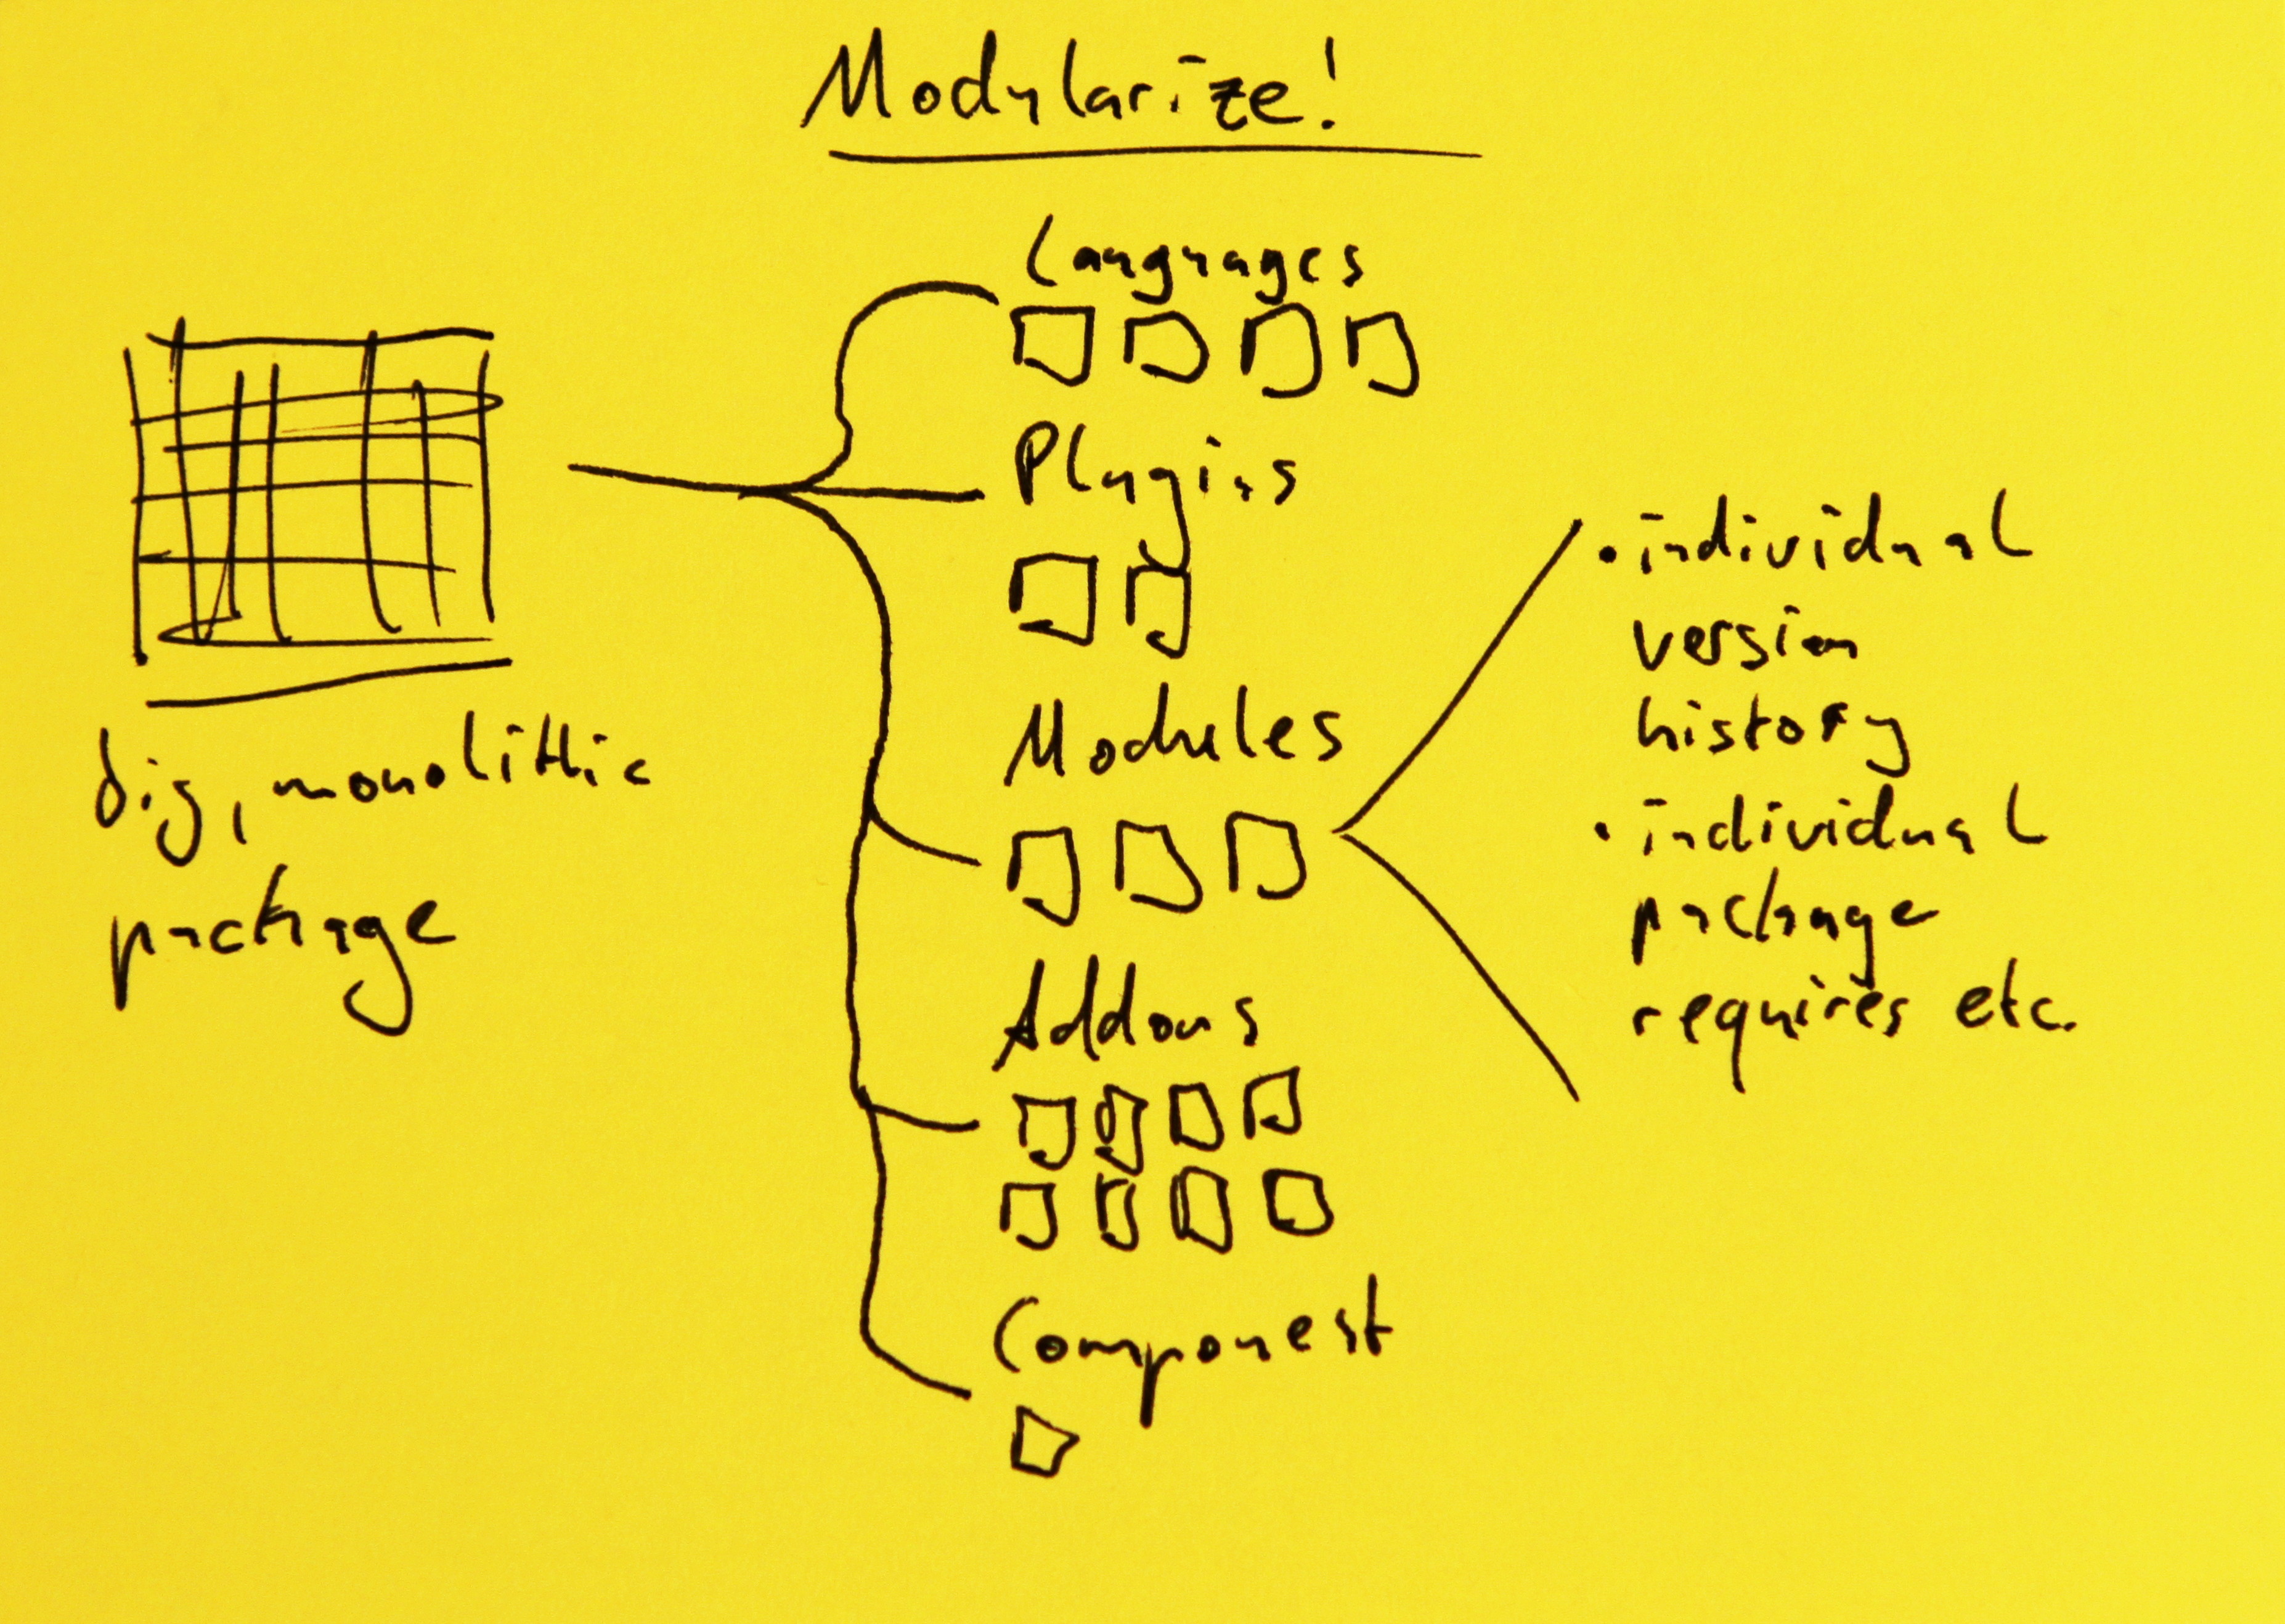 Modularize!
Languages
Plugins
Modules
Addons
Component
big, monolithic
package
• individual
version
history
• individual
package
requires etc.